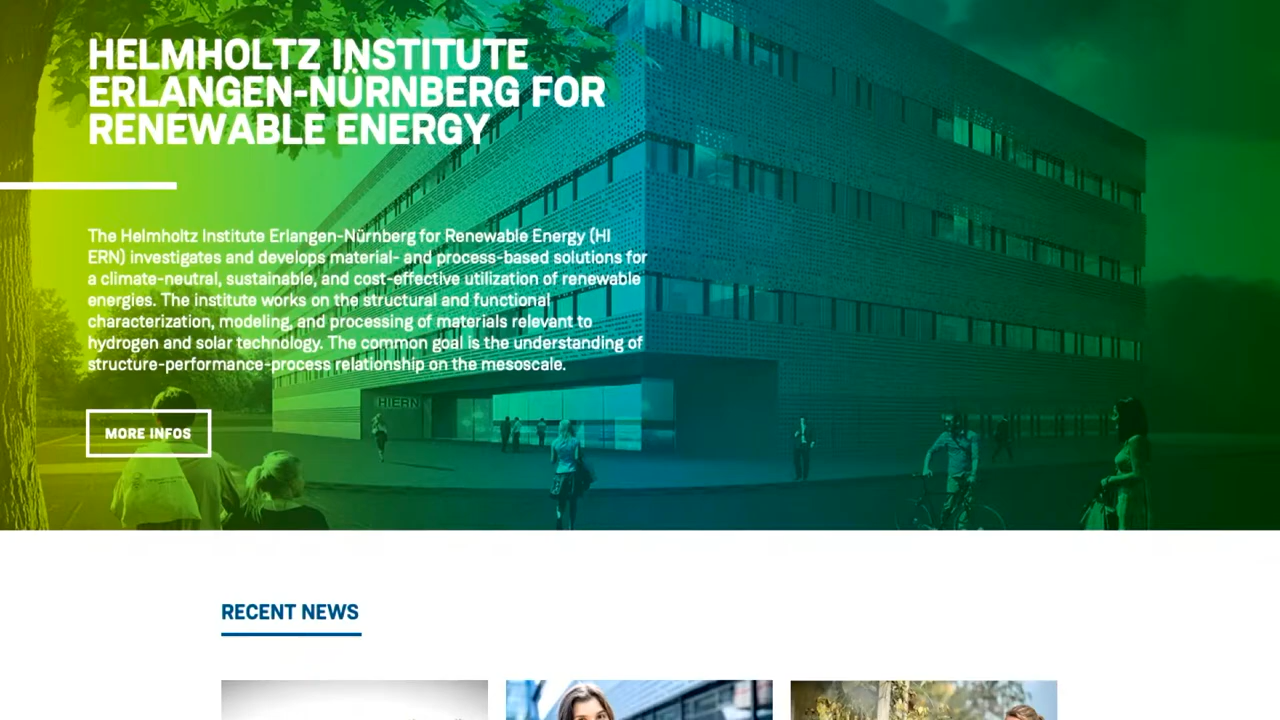 HELMHOLTZ INSTITUTE
ERLANGEN-NÜRNBERG FOR
RENEWABLE ENERGY
The Helmholtz Institute Erlangen-Nürnberg for Renewable Energy (HI
ERN) investigates and develops material- and process-based solutions for
a climate-neutral, sustainable, and cost-effective utilization of renewable
energies. The institute works on the structural and functional
characterization, modeling, and processing of materials relevant to
hydrogen and solar technology. The common goal is the understanding of
structure-performance-process relationship on the mesoscale.
HIERN
MORE INFOS
RECENT NEWS